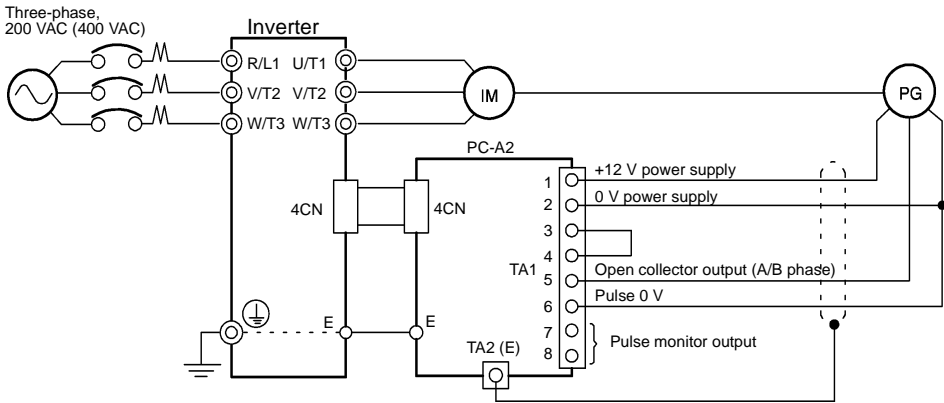 Three-phase,
200 VAC (400 VAC)
Inverter
R/L1 U/T1
V/T2 V/T2
W/T3 W/T3
IM
PG
PC-A2
4CN
4CN
1
2
3
4
5
6
7
8
TA1
+12 V power supply
0 V power supply
Open collector output (A/B phase)
Pulse 0 V
Pulse monitor output
E
E
TA2 (E)